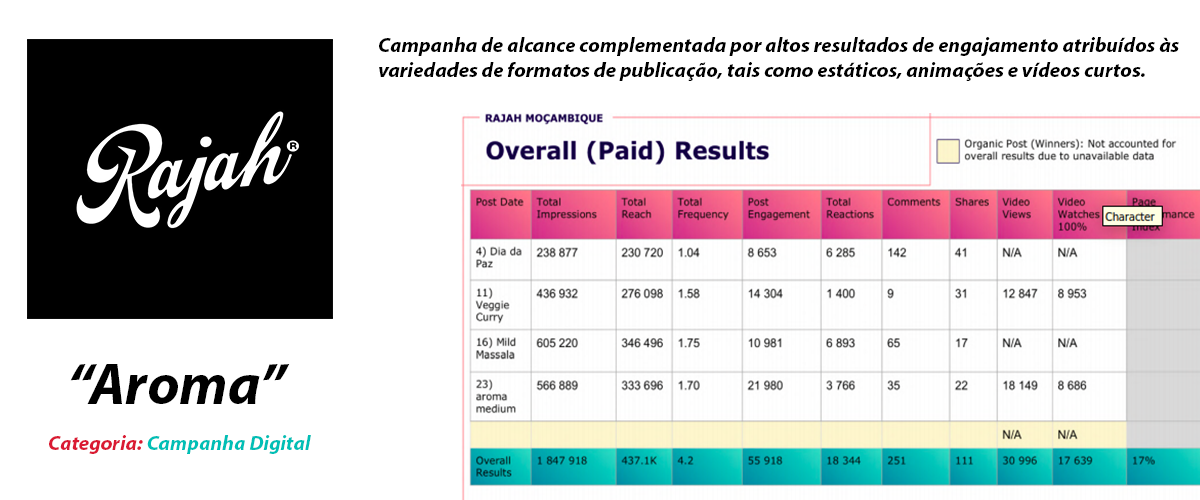 Campanha de alcance complementada por altos resultados de engajamento atribuídos às
variedades de formatos de publicação, tais como estáticos, animações e vídeos curtos.
Rajah®
"Aroma"
Categoria: Campanha Digital
RAJAH MOÇAMBIQUE
Overall (Paid) Results
Organic Post (Winners): Not accounted for
overall results due to unavailable data
Post Date Total Impressions Total Reach Total Frequency Post Engagement Total Reactions Comments Shares Video Views Video Watches 100% Page Index
Character
4) Dia da Paz 238 877 230 720 1.04 8 653 6 285 142 41 N/A N/A
11) Veggie Curry 436 932 276 098 1.58 14 304 1 400 9 31 12 847 8 953
16) Mild Massala 605 220 346 496 1.75 10 981 6 893 65 17 N/A N/A
23) aroma medium 566 889 333 696 1.70 21 980 3 766 35 22 18 149 8 686
N/A N/A
Overall Results 1 847 918 437.1K 4.2 55 918 18 344 251 111 30 996 17 639 17%